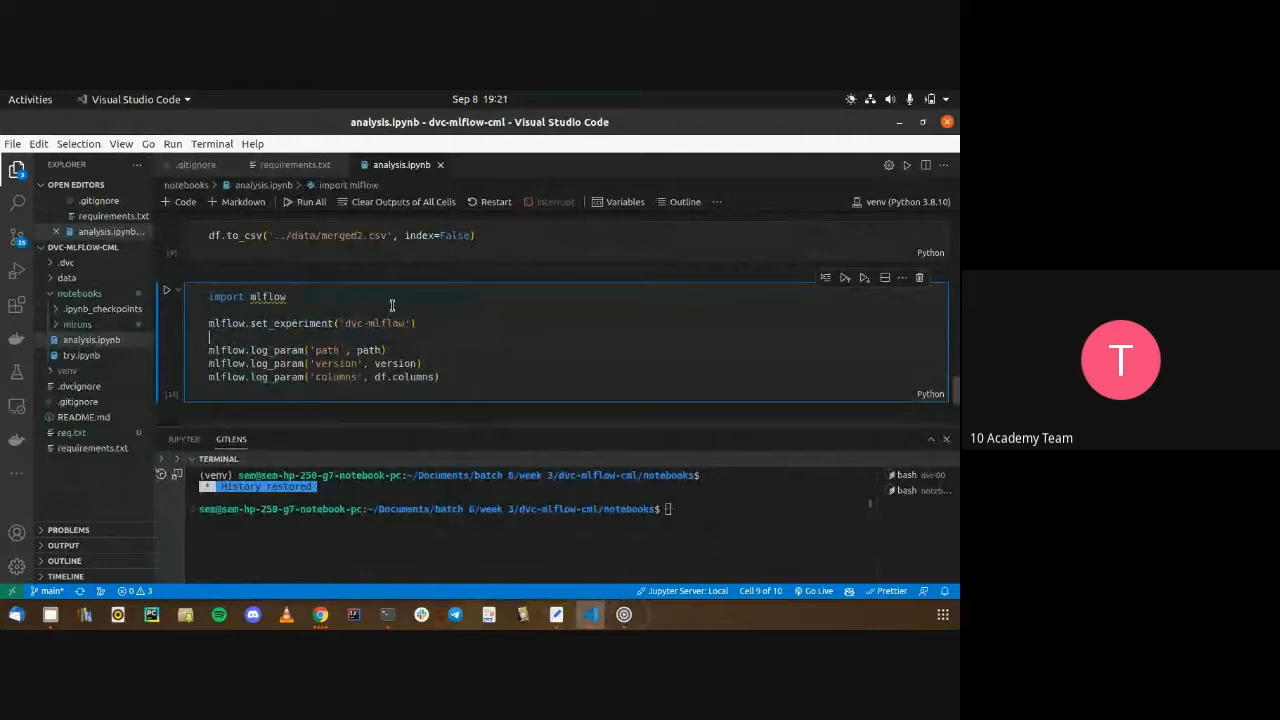 Activities
Visual Studio Code
Sep 8 19:21
analysis.ipynb - dvc-mlflow-cml - Visual Studio Code
File Edit Selection View Go Run Terminal Help
EXPLORER
.gitignore
requirements.txt
analysis.ipynb
OPEN EDITORS
notebooks > analysis.ipynb > import mlflow
.gitignore
+ Code + Markdown Run All Clear Outputs of All Cells Restart Interrupt Variables Outline ... venv (Python 3.8.10)
requirements.txt
analysis.ipynb...
DVC-MLFLOW-CML
.dvc
data
notebooks
.ipynb_checkpoints
mlruns
analysis.ipynb
try.ipynb
venv
.dvcignore
.gitignore
README.md
req.txt U
requirements.txt
df.to_csv('../data/merged2.csv', index=False)
[9]
Python
import mlflow
mlflow.set_experiment('dvc-mlflow')
mlflow.log_param('path', path)
mlflow.log_param('version', version)
mlflow.log_param('columns', df.columns)
Python
JUPYTER GITLENS
TERMINAL
(venv) sem@sem-hp-250-g7-notebook-pc:~/Documents/batch 6/week 3/dvc-mlflow-cml/notebooks$
* History restored
sem@sem-hp-250-g7-notebook-pc:~/Documents/batch 6/week 3/dvc-mlflow-cml/notebooks$
bash dvc-00
bash noteb...
PROBLEMS
OUTPUT
OUTLINE
TIMELINE
main* 0 3 Jupyter Server: Local Cell 9 of 10 Go Live Prettier
T
10 Academy Team